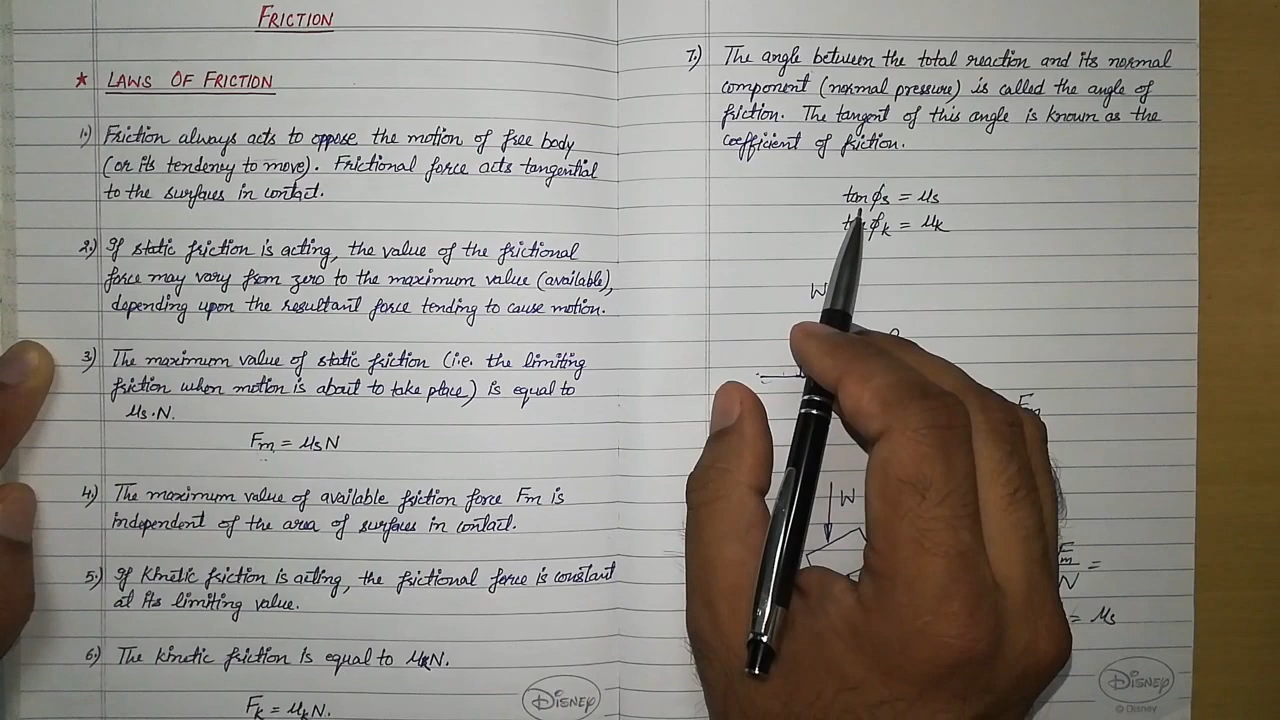 FRICTION
★ LAWS OF FRICTION
1.) Friction always acts to oppose the motion of free body
(or its tendency to move). Frictional force acts tangential
to the surfaces in contact.
2.) If static friction is acting, the value of the frictional
force may vary from zero to the maximum value (available),
depending upon the resultant force tending to cause motion.
3.) The maximum value of static friction (i.e. the limiting
friction when motion is about to take place) is equal to
μs.N.
Fm = μsN
4.) The maximum value of available friction force Fm is
independent of the area of surfaces in contact.
5.) If Kinetic friction is acting, the frictional force is constant
at its limiting value.
6.) The kinetic friction is equal to μkN.
Fk = μkN.
DISNEY
7.) The angle between the total reaction and its normal
component (normal pressure) is called the angle of
friction. The tangent of this angle is known as the
coefficient of friction.
tanϕs = μs
ϕk = μk
W
Fm
W
Fm/N =
= μs
DISNEY
© Disney